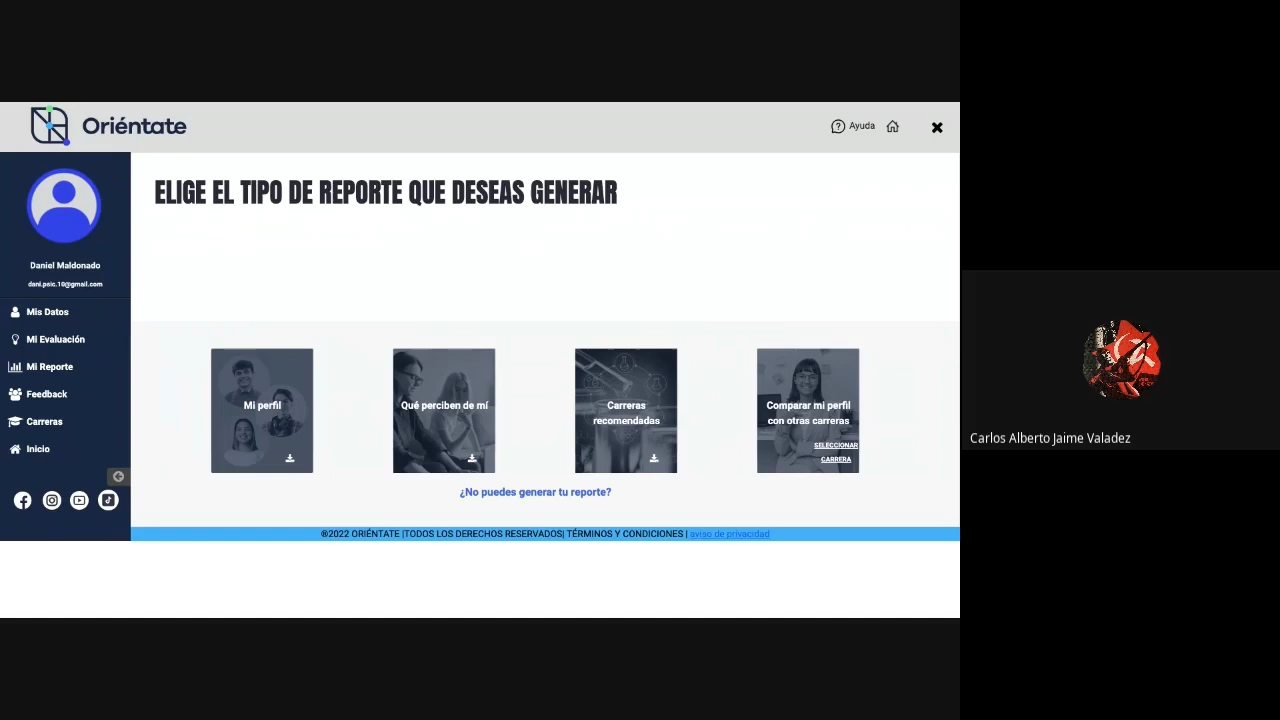 Oriéntate
Ayuda
Daniel Maldonado
dani.psic.10@gmail.com
Mis Datos
Mi Evaluación
Mi Reporte
Feedback
Carreras
Inicio
ELIGE EL TIPO DE REPORTE QUE DESEAS GENERAR
Mi perfil
Qué perciben de mí
Carreras
recomendadas
Comparar mi perfil
con otras carreras
SELECCIONAR
CARRERA
¿No puedes generar tu reporte?
®2022 ORIÉNTATE |TODOS LOS DERECHOS RESERVADOS| TÉRMINOS Y CONDICIONES | aviso de privacidad
Carlos Alberto Jaime Valadez